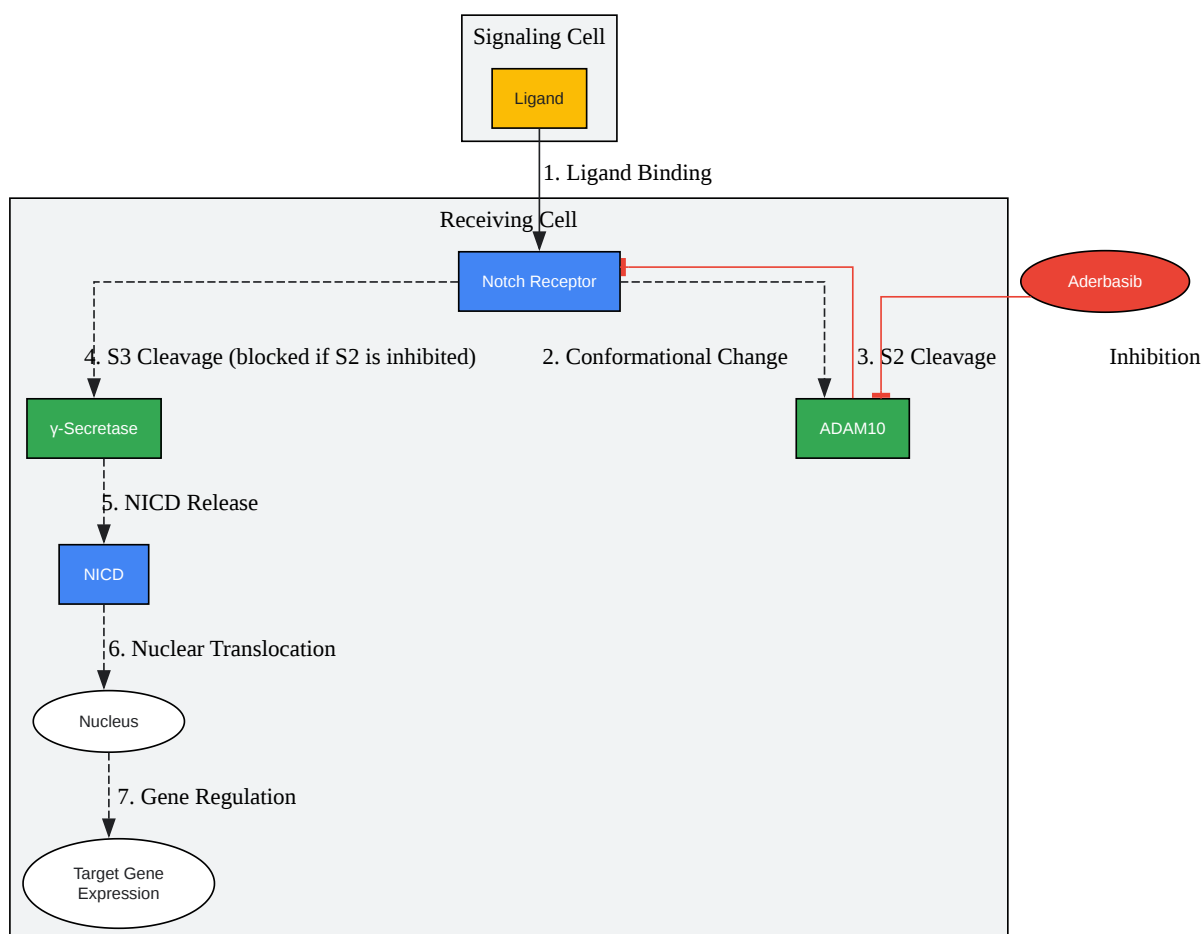 Signaling Cell
Ligand
1. Ligand Binding
Receiving Cell
Notch Receptor
Aderbasib
4. S3 Cleavage (blocked if S2 is inhibited)
2. Conformational Change
3. S2 Cleavage
Inhibition
γ-Secretase
ADAM10
5. NICD Release
NICD
6. Nuclear Translocation
Nucleus
7. Gene Regulation
Target Gene
Expression